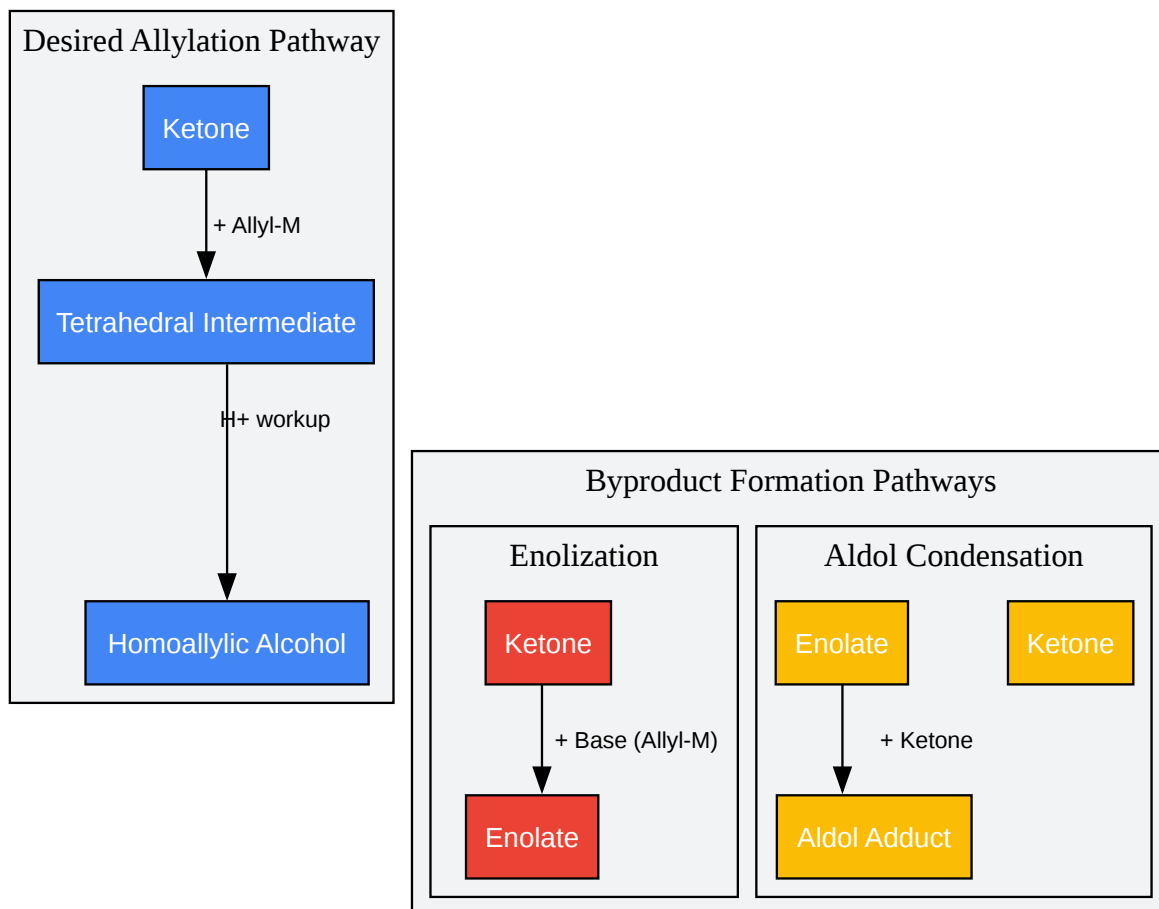 Desired Allylation Pathway
Ketone
+ Allyl-M
Tetrahedral Intermediate
H+ workup
Homoallylic Alcohol
Byproduct Formation Pathways
Enolization
Ketone
+ Base (Allyl-M)
Enolate
Aldol Condensation
Enolate
Ketone
+ Ketone
Aldol Adduct